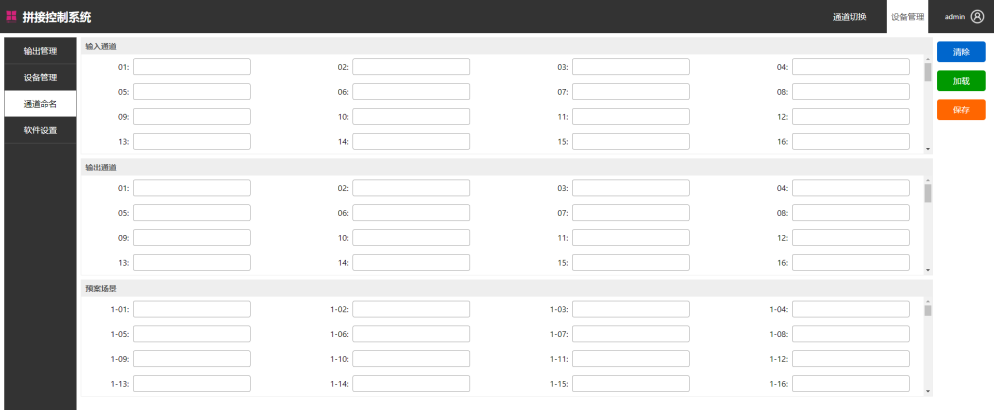 拼接控制系统 通道切换 设备管理 admin
输出管理
设备管理
通道命名
软件设置
输入通道
01: 02: 03: 04:
05: 06: 07: 08:
09: 10: 11: 12:
13: 14: 15: 16:
输出通道
01: 02: 03: 04:
05: 06: 07: 08:
09: 10: 11: 12:
13: 14: 15: 16:
预案场景
1-01: 1-02: 1-03: 1-04:
1-05: 1-06: 1-07: 1-08:
1-09: 1-10: 1-11: 1-12:
1-13: 1-14: 1-15: 1-16:
清除
加载
保存